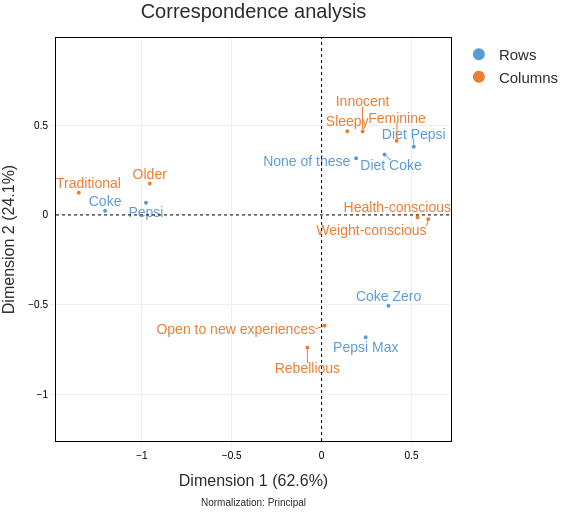 Correspondence analysis
Rows
Columns
Innocent
Sleepy
Feminine
Diet Pepsi
None of these
Diet Coke
Traditional
Older
Coke
Pepsi
Health-conscious
Weight-conscious
Coke Zero
Open to new experiences
Pepsi Max
Rebellious
0.5
0
−0.5
−1
Dimension 2 (24.1%)
−1
−0.5
0
0.5
Dimension 1 (62.6%)
Normalization: Principal